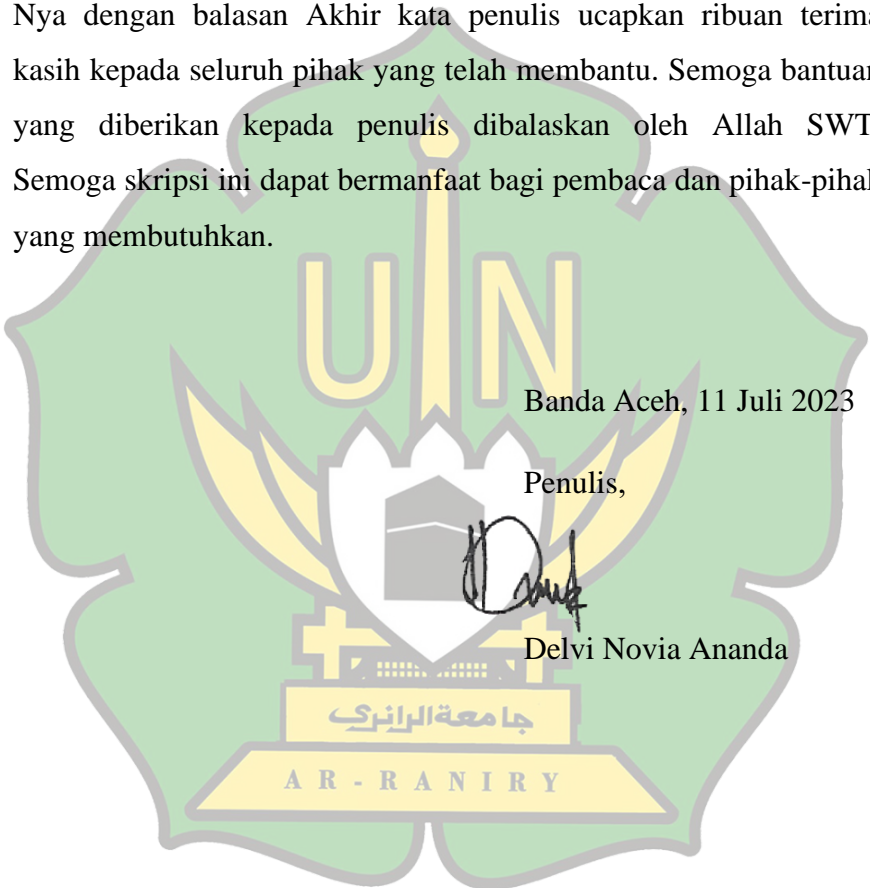 Nya dengan balasan Akhir kata penulis ucapkan ribuan terima
kasih kepada seluruh pihak yang telah membantu. Semoga bantuan
yang diberikan kepada penulis dibalaskan oleh Allah SWT.
Semoga skripsi ini dapat bermanfaat bagi pembaca dan pihak-pihak
yang membutuhkan.
UIN
Banda Aceh, 11 Juli 2023
Penulis,
Delvi Novia Ananda
جامعةالرانري
AR-RANIRY